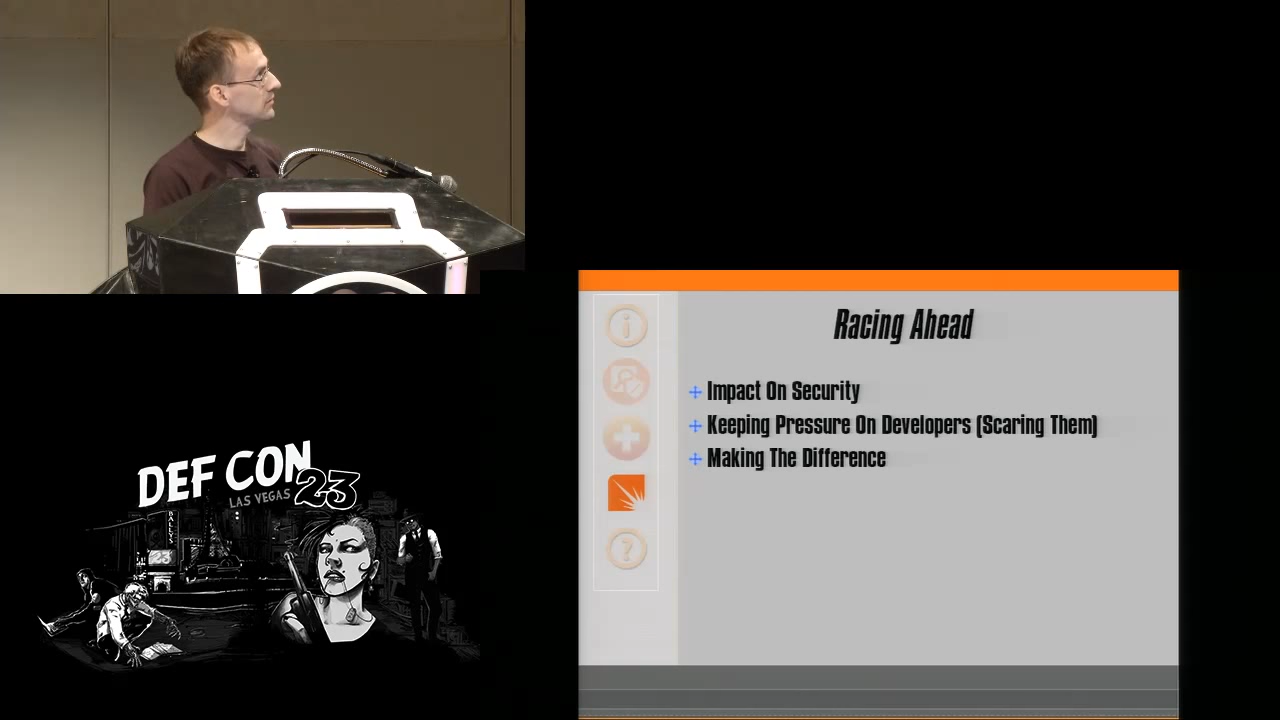 Racing Ahead
Impact On Security
Keeping Pressure On Developers (Scaring Them)
Making The Difference
DEF CON
23
LAS VEGAS
BALLYS